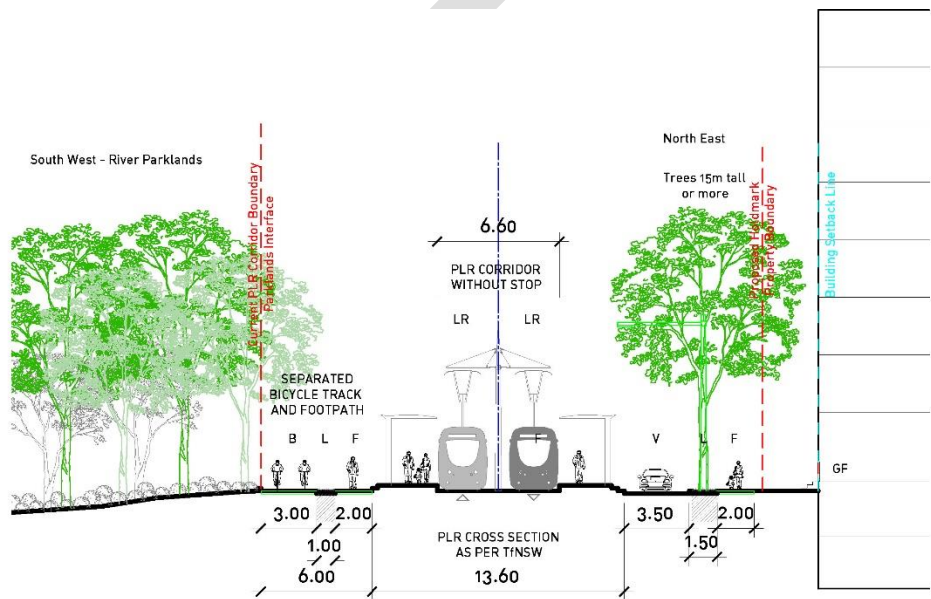 South West - River Parklands
Current PLR Corridor Boundary
Parklands Interface
North East
Trees 15m tall
or more
Proposed Holdmark
Property Boundary
Building Setback Line
6.60
PLR CORRIDOR
WITHOUT STOP
LR LR
SEPARATED
BICYCLE TRACK
AND FOOTPATH
B L F F V L F
GF
3.00 2.00
1.00
6.00
PLR CROSS SECTION
AS PER TfNSW
13.60
3.50 2.00
1.50